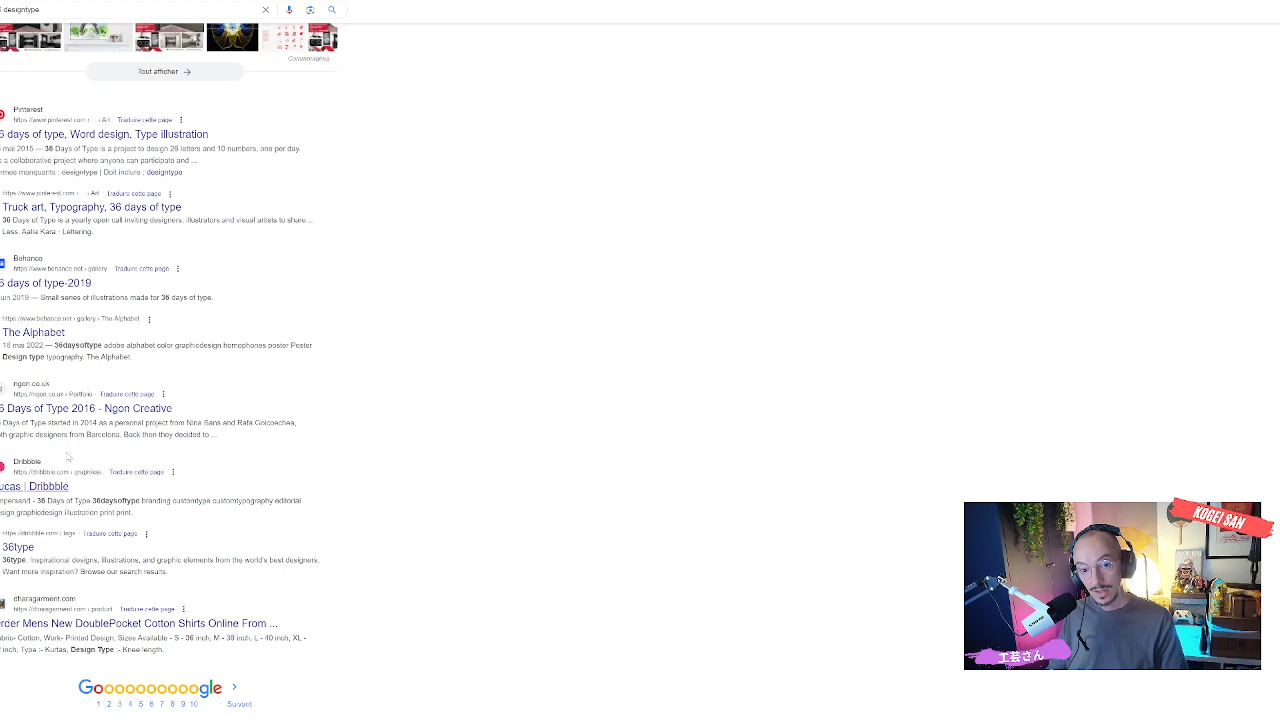 designtype
Commentaires
Tout afficher
Pinterest
https://www.pinterest.com › ... › Art Traduire cette page
6 days of type, Word design, Type illustration
mai 2015 — 36 Days of Type is a project to design 26 letters and 10 numbers, one per day.
s a collaborative project where anyone can participate and ...
rmes manquants : designtype | Doit inclure : designtype
https://www.pinterest.com › ... › Art Traduire cette page
Truck art, Typography, 36 days of type
36 Days of Type is a yearly open call inviting designers, illustrators and visual artists to share...
Less. Aalia Kara · Lettering.
Behance
https://www.behance.net › gallery Traduire cette page
6 days of type-2019
uin 2019 — Small series of illustrations made for 36 days of type.
https://www.behance.net › gallery › The-Alphabet
The Alphabet
16 mai 2022 — 36daysoftype adobe alphabet color graphicdesign homophones poster Poster
Design type typography. The Alphabet.
ngon.co.uk
https://ngon.co.uk › Portfolio · Traduire cette page
6 Days of Type 2016 - Ngon Creative
Days of Type started in 2014 as a personal project from Nina Sans and Rafa Goicoechea,
th graphic designers from Barcelona. Back then they decided to ...
Dribbble
https://dribbble.com › graphikas Traduire cette page
ucas | Dribbble
mpersand - 36 Days of Type 36daysoftype branding customtype customtypography editorial
esign graphicdesign illustration print print.
https://dribbble.com › tags · Traduire cette page
36type
36type. Inspirational designs, illustrations, and graphic elements from the world's best designers.
Want more inspiration? Browse our search results.
dharagarment.com
https://dharagarment.com › product Traduire cette page
rder Mens New DoublePocket Cotton Shirts Online From ...
bric- Cotton, Work- Printed Design, Sizes Available - S - 36 inch, M - 38 inch, L - 40 inch, XL -
2 inch, Type :- Kurtas, Design Type :- Knee length.
Goooooooooogle
1 2 3 4 5 6 7 8 9 10 Suivant
KOGEI SAN
SHURE
工芸さん